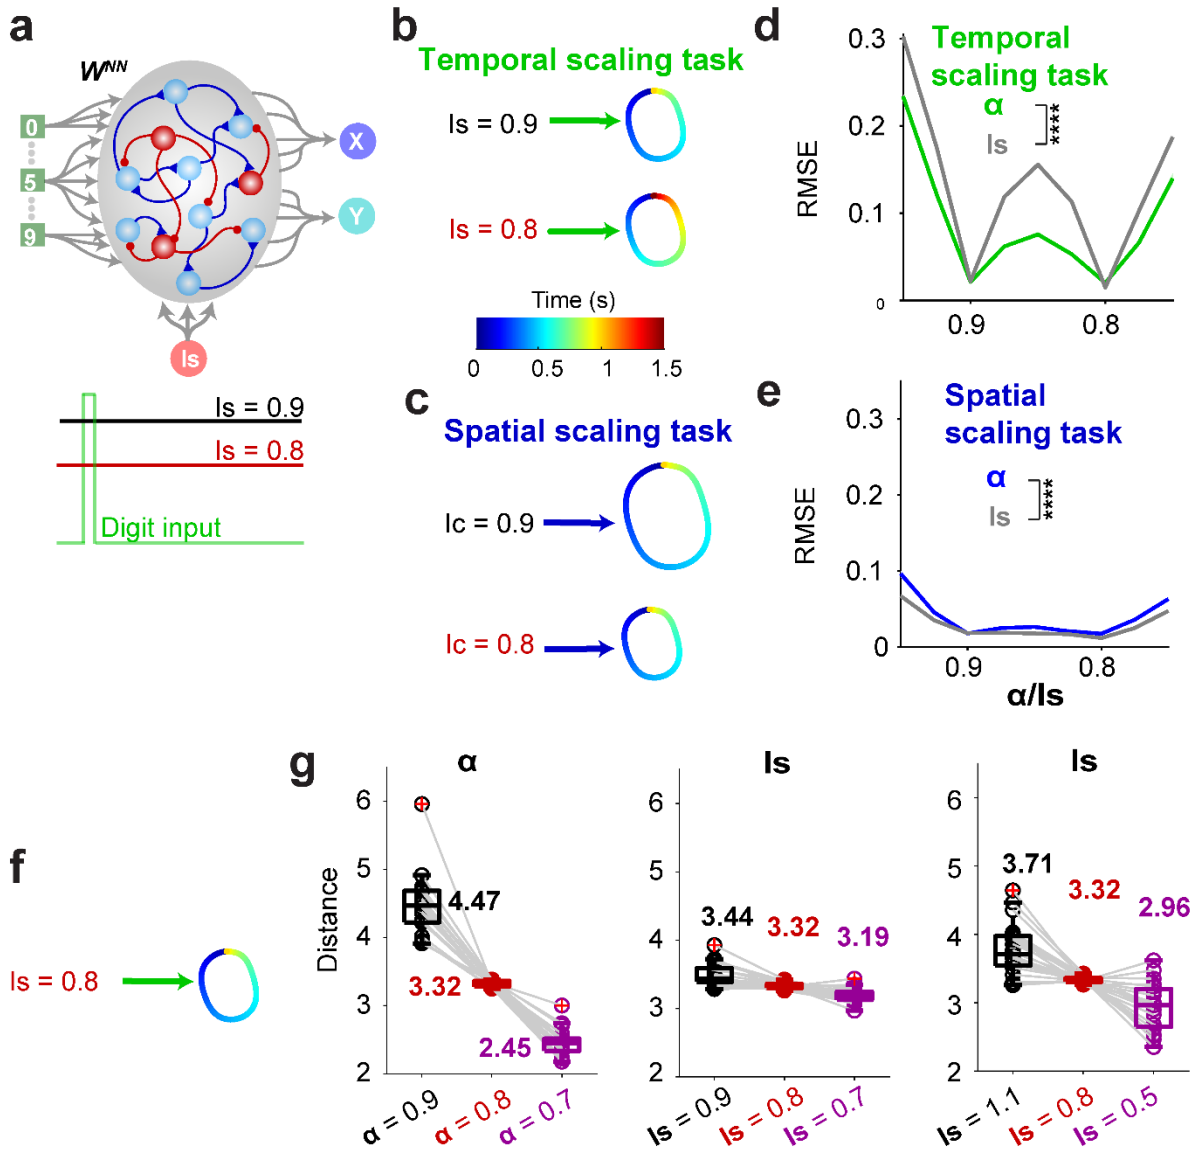 a
W^NN
0
5
9
X
Y
Is
Is = 0.9
Is = 0.8
Digit input
b
Temporal scaling task
Is = 0.9
Is = 0.8
Time (s)
0 0.5 1 1.5
c
Spatial scaling task
Ic = 0.9
Ic = 0.8
d
Temporal
scaling task
α
Is
****
RMSE
0.3
0.2
0.1
0
0.9 0.8
e
Spatial
scaling task
α
Is
****
RMSE
0.3
0.2
0.1
0
0.9 0.8
α/Is
f
Is = 0.8
g
α
Distance
6
5
4
3
2
4.47
3.32
2.45
α = 0.9
α = 0.8
α = 0.7
Is
6
5
4
3
2
3.44
3.32
3.19
Is = 0.9
Is = 0.8
Is = 0.7
Is
6
5
4
3
2
3.71
3.32
2.96
Is = 1.1
Is = 0.8
Is = 0.5